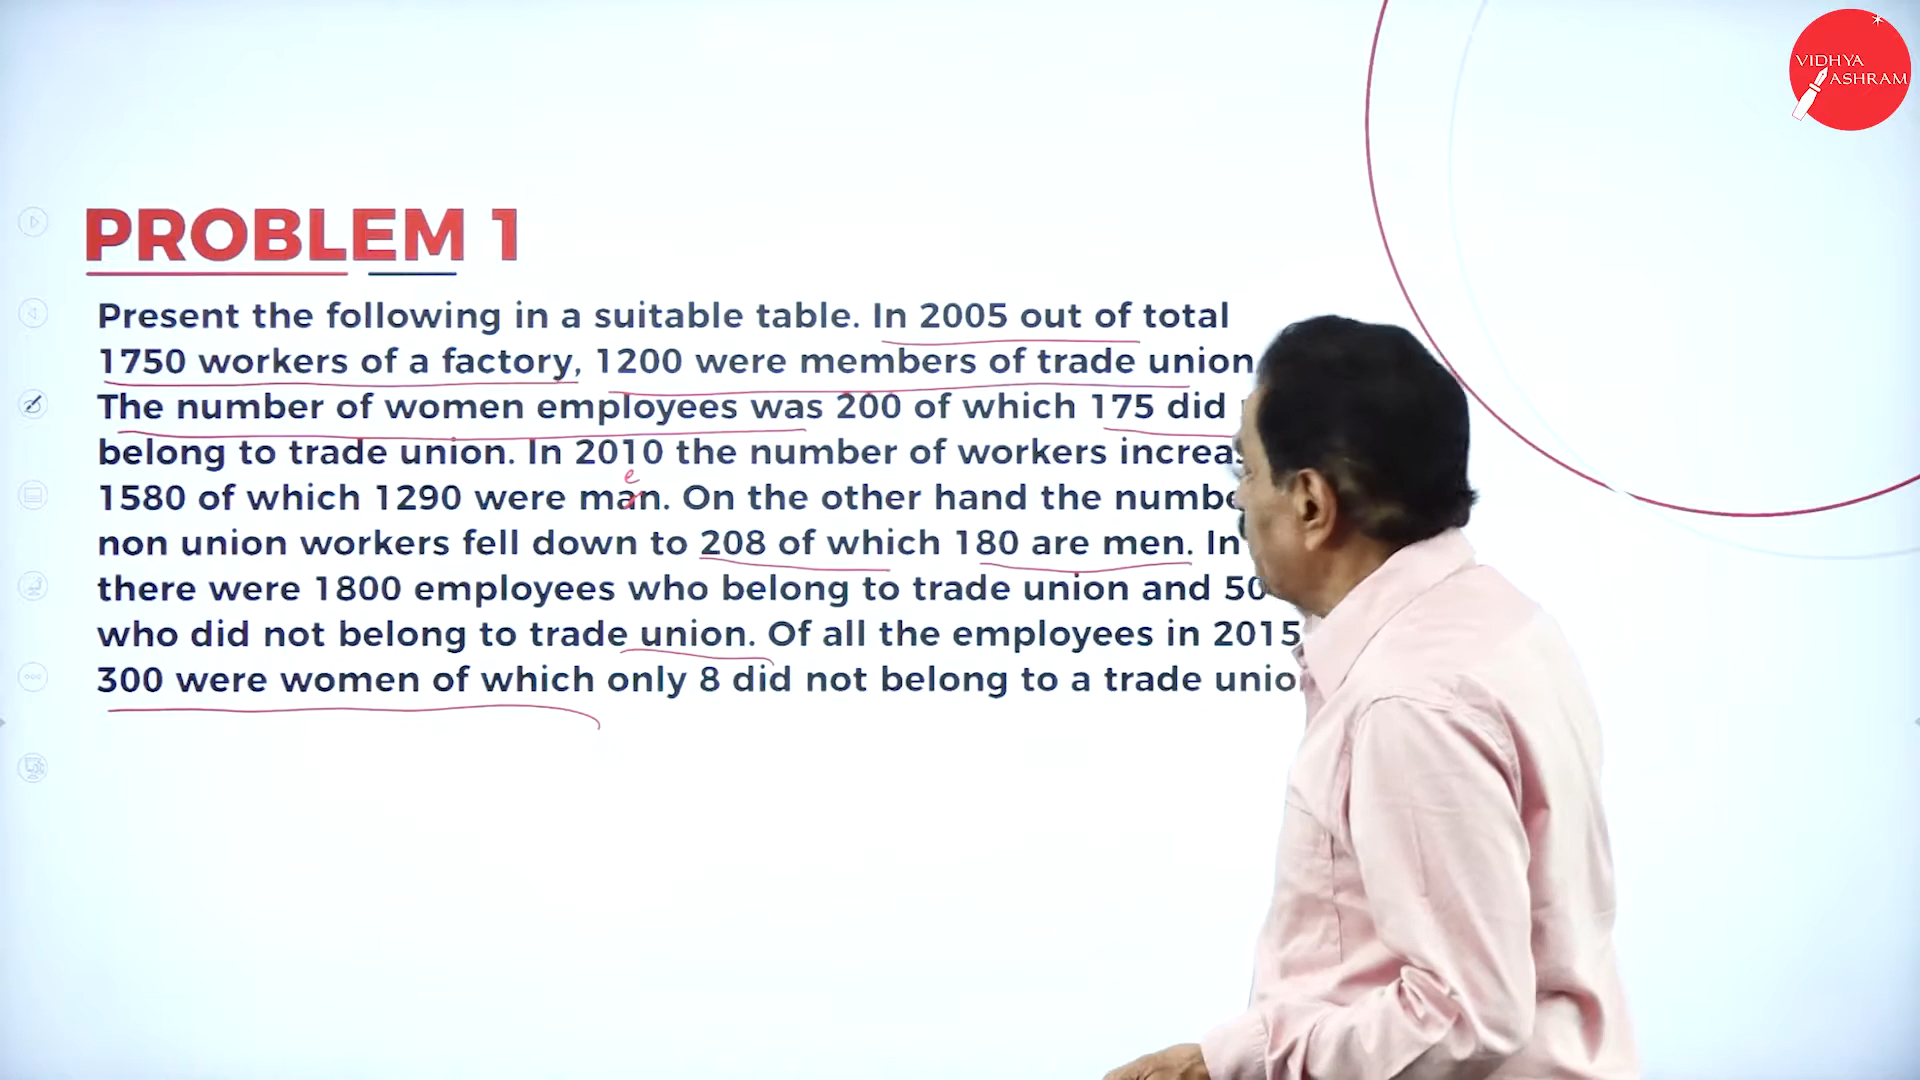 VIDHYA
ASHRAM
PROBLEM 1
Present the following in a suitable table. In 2005 out of total
1750 workers of a factory, 1200 were members of trade union
The number of women employees was 200 of which 175 did
belong to trade union. In 2010 the number of workers
e
1580 of which 1290 were man. On the other hand the
non union workers fell down to 208 of which 180 are men. In
there were 1800 employees who belong to trade union and
who did not belong to trade union. Of all the employees in 2015
300 were women of which only 8 did not belong to a trade